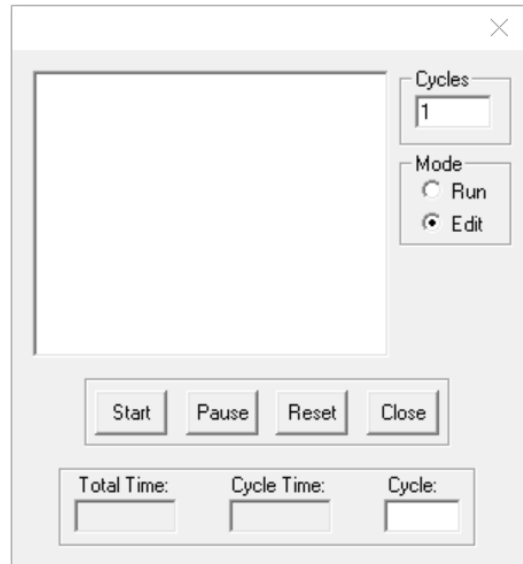 Cycles
1
Mode
Run
Edit
Start Pause Reset Close
Total Time: Cycle Time: Cycle: